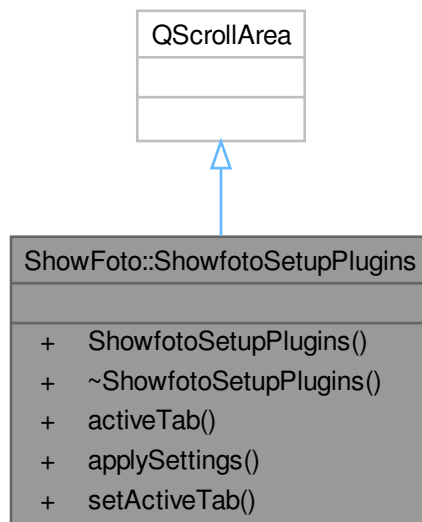 QScrollArea
ShowFoto::ShowfotoSetupPlugins
+ ShowfotoSetupPlugins()
+ ~ShowfotoSetupPlugins()
+ activeTab()
+ applySettings()
+ setActiveTab()